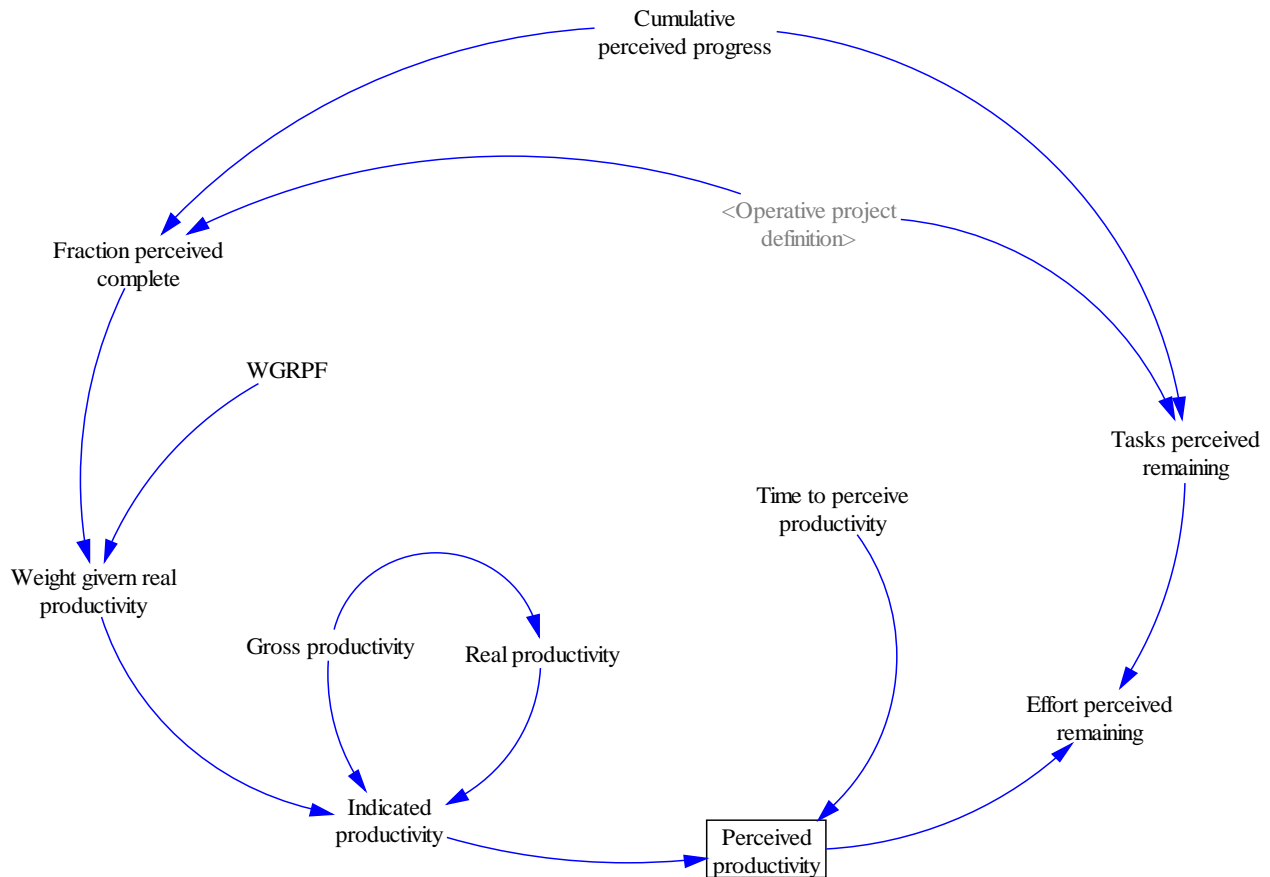 Cumulative
perceived progress
<Operative project
definition>
Fraction perceived
complete
WGRPF
Tasks perceived
remaining
Time to perceive
productivity
Weight givern real
productivity
Gross productivity
Real productivity
Effort perceived
remaining
Indicated
productivity
Perceived
productivity